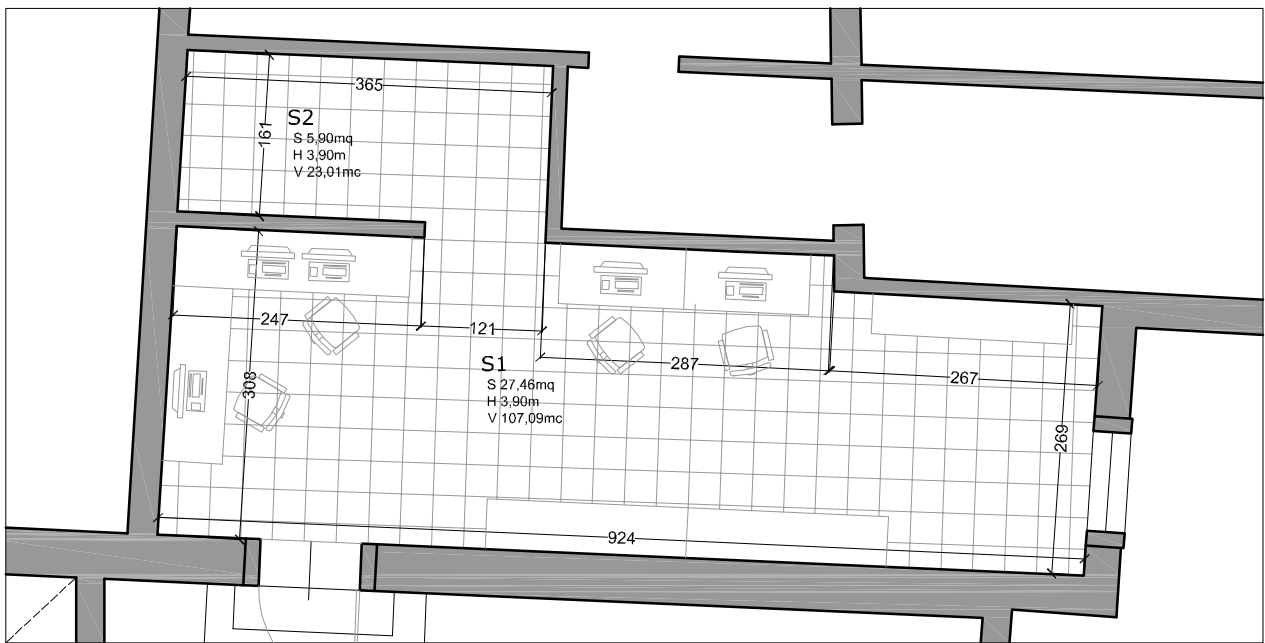 365
S2
161
S 5,90mq
H 3,90m
V 23,01mc
247
121
S1
287
308
267
S 27,46mq
H 3,90m
V 107,09mc
269
924